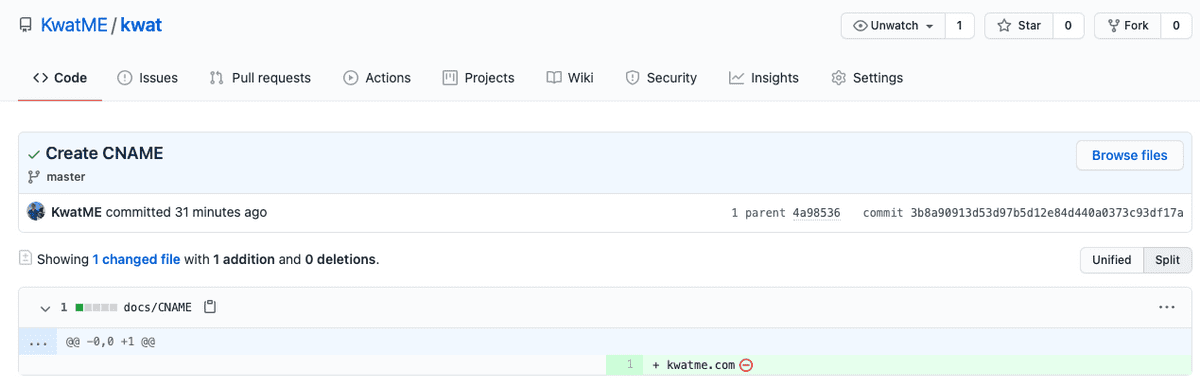 KwatME / kwat
Unwatch 1 Star 0 Fork 0
Code Issues Pull requests Actions Projects Wiki Security Insights Settings
Create CNAME
Browse files
master
KwatME committed 31 minutes ago 1 parent 4a98536 commit 3b8a90913d53d97b5d12e84d440a0373c93df17a
Showing 1 changed file with 1 addition and 0 deletions. Unified Split
1 docs/CNAME ...
... @@ -0,0 +1 @@
1 + kwatme.com